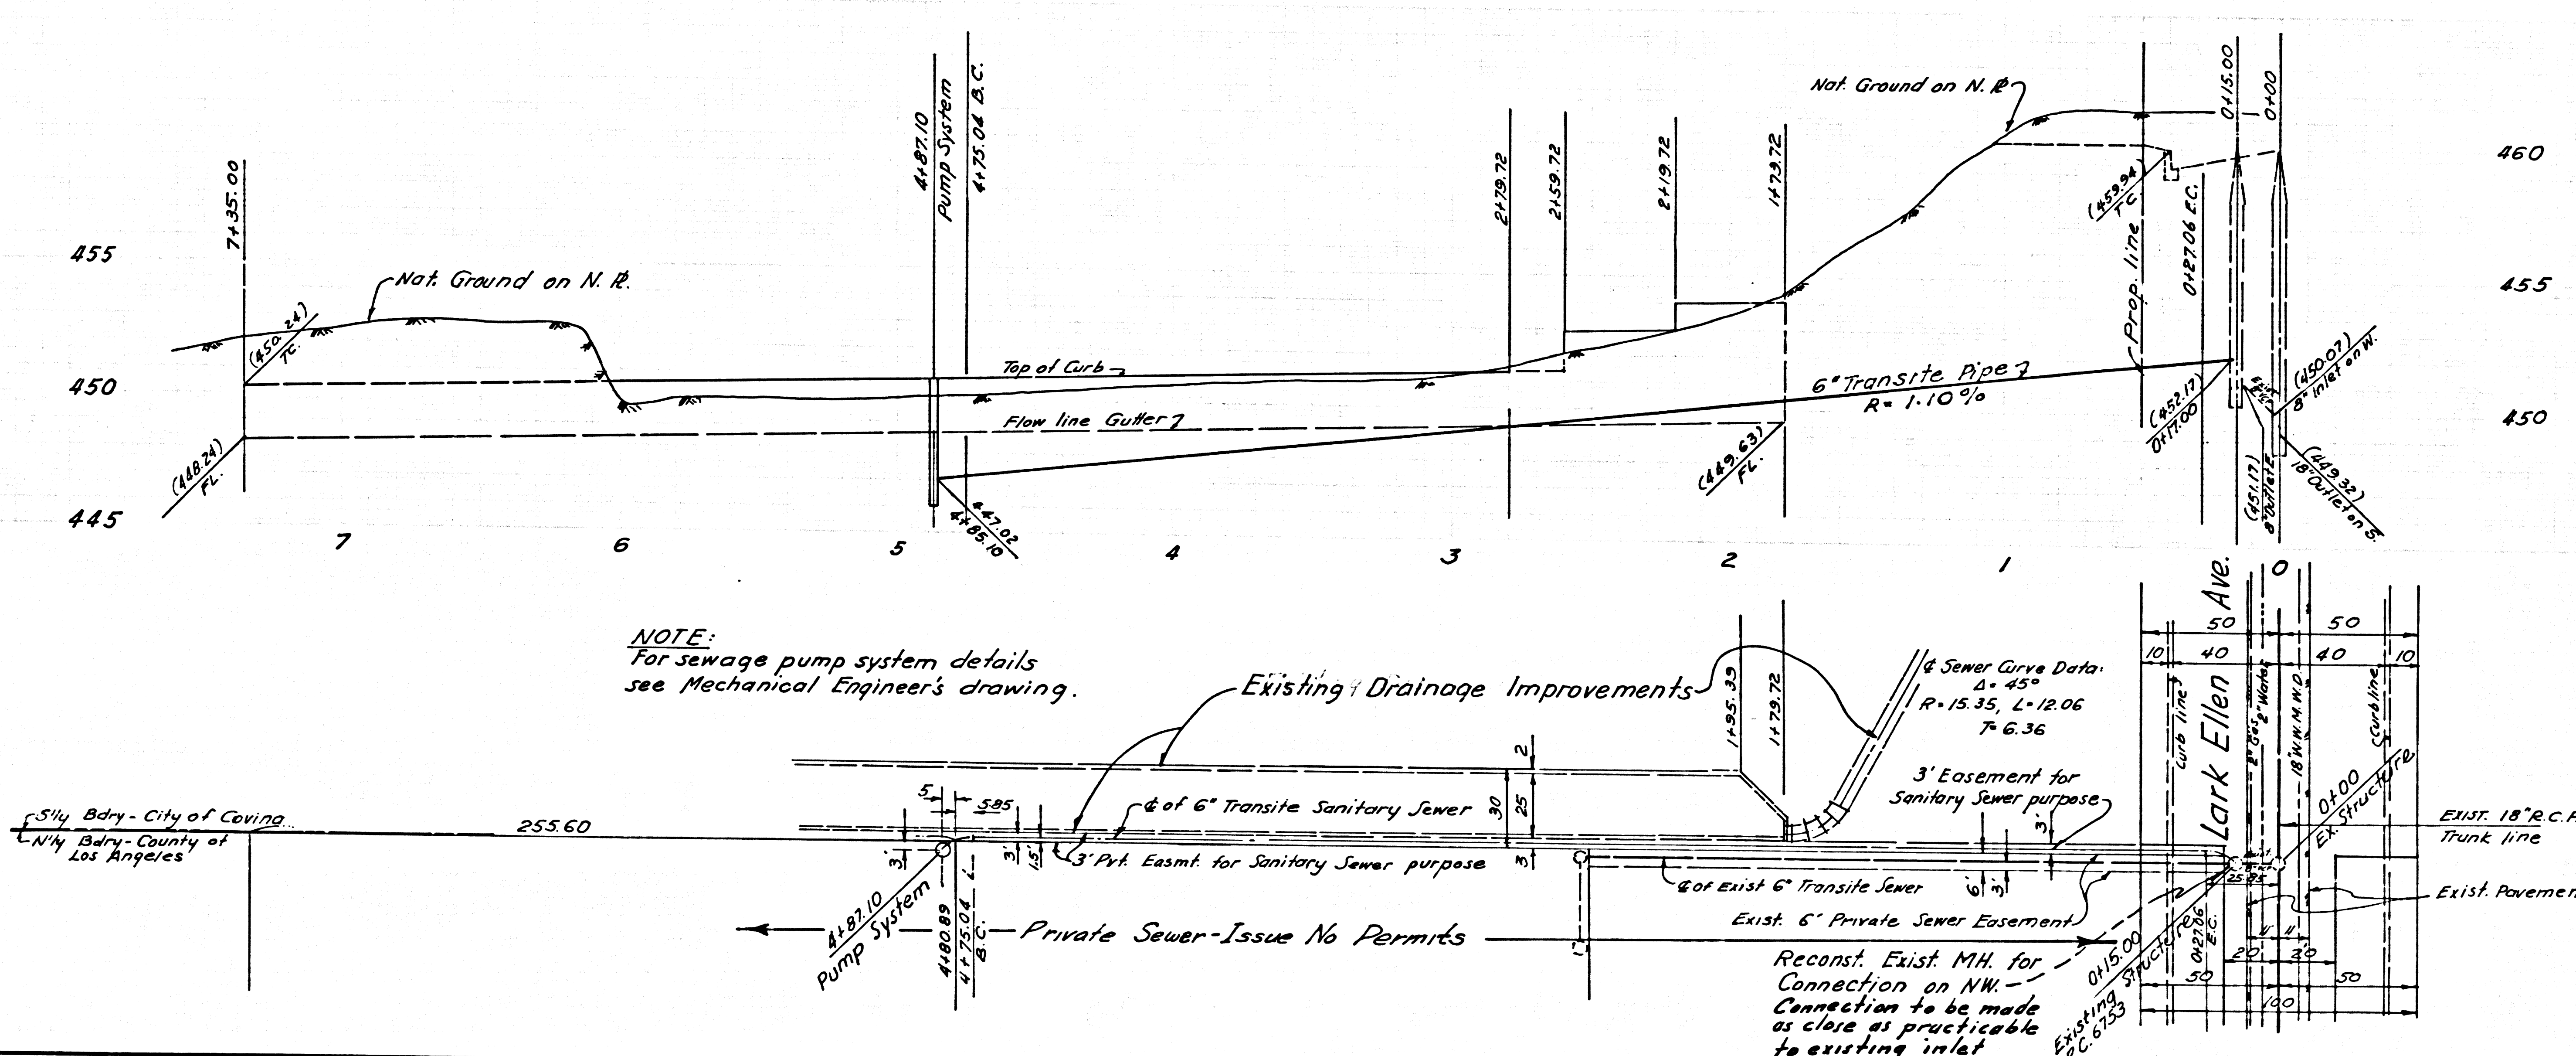 Nat. Ground on N. ⅊
7+35.00
4+87.10
Pump System
4+75.04 B.C.
2+79.72
2+59.72
2+19.72
1+79.72
0+15.00
0+00
460
455
450
445
455
450
Nat. Ground on N. ⅊.
(450.24)
TC.
(448.24)
FL.
Top of Curb
Flow line Gutter
447.02
4+85.10
6" Transite Pipe
R= 1.10%
(449.63)
FL.
(459.94)
TC.
Prop. line
0+27.06 E.C.
(452.17)
0+17.00
(451.17)
8" Outlet E.
(450.07)
8" Inlet on W.
(449.32)
18" Outlet on S.
7
6
5
4
3
2
1
0
NOTE:
For sewage pump system details
see Mechanical Engineer's drawing.
Existing Drainage Improvements
1+95.39
1+79.72
℄ Sewer Curve Data:
Δ= 45°
R=15.35, L=12.06
T= 6.36
3' Easement for
Sanitary Sewer purpose
Lark Ellen Ave.
50
50
10
40
40
10
Curb line
2" Gas
2" Water
18" W.W.M.W.D.
Curb line
0+00
Ex. Structure
EXIST. 18" R.C.P.
Trunk line
Exist. Pavemen
S'ly Bdry - City of Covina
N'ly Bdry - County of
Los Angeles
255.60
5
5.85
3'
3'
1.5'
℄ of 6" Transite Sanitary Sewer
3' Pvt. Easmt. for Sanitary Sewer purpose
2
30
25
3
3'
℄ of Exist 6" Transite Sewer
6'
3'
Exist. 6' Private Sewer Easement
4+87.10
Pump System
4+80.89
4+75.04
B.C.
Private Sewer-Issue No Permits
Reconst. Exist. MH. for
Connection on NW.
Connection to be made
as close as practicable
to existing inlet
0+15.00
Existing Structure
P.C. 6753
0+27.06
E.C.
25.85
11
11
20
20
50
50
100